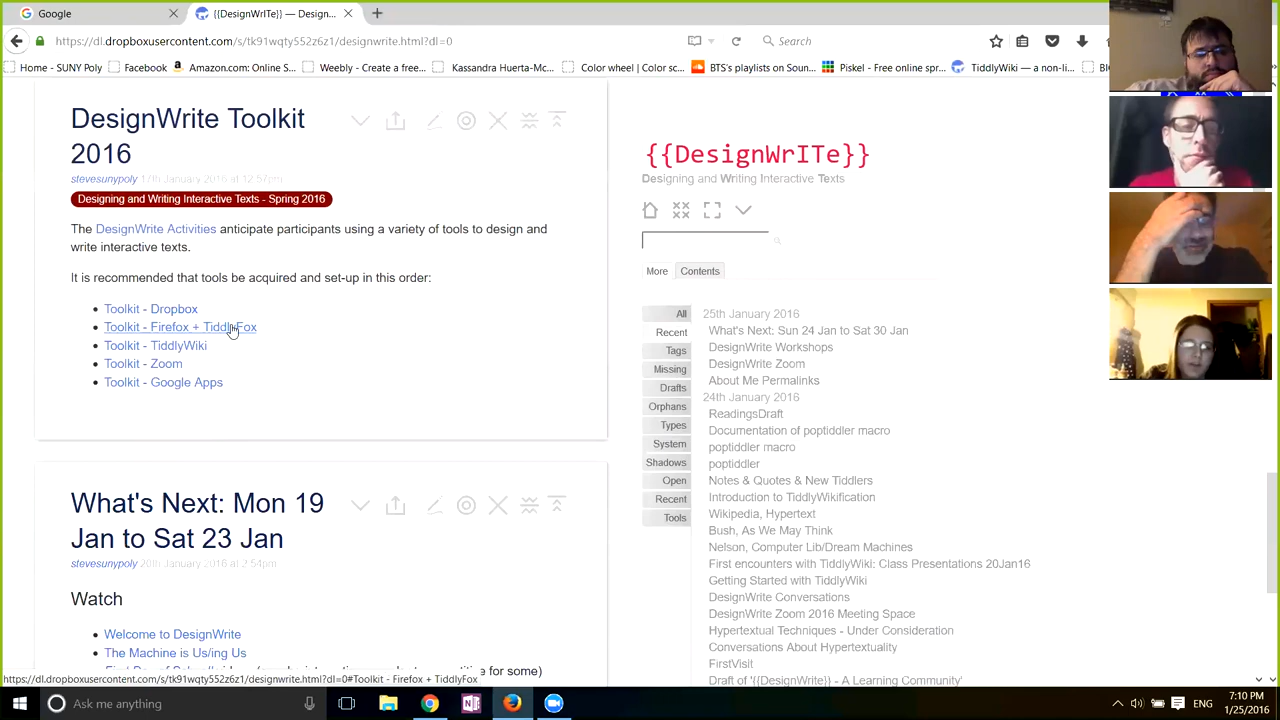 Google
{{DesignWrITe}} — Design...
https://dl.dropboxusercontent.com/s/tk91wqty552z6z1/designwrite.html?dl=0
Search
Home - SUNY Poly
Facebook
Amazon.com: Online S...
Weebly - Create a free...
Kassandra Huerta-Mc...
Color wheel | Color sc...
BTS's playlists on Soun...
Piskel - Free online spr...
TiddlyWiki — a non-li...
DesignWrite Toolkit
2016
stevesunypoly 17th January 2016 at 12:57pm
Designing and Writing Interactive Texts - Spring 2016
The DesignWrite Activities anticipate participants using a variety of tools to design and
write interactive texts.
It is recommended that tools be acquired and set-up in this order:
Toolkit - Dropbox
Toolkit - Firefox + TiddlyFox
Toolkit - TiddlyWiki
Toolkit - Zoom
Toolkit - Google Apps
What's Next: Mon 19
Jan to Sat 23 Jan
stevesunypoly 20th January 2016 at 2:54pm
Watch
Welcome to DesignWrite
The Machine is Us/ing Us
{{DesignWrITe}}
Designing and Writing Interactive Texts
More
Contents
All
Recent
Tags
Missing
Drafts
Orphans
Types
System
Shadows
Open
Recent
Tools
25th January 2016
What's Next: Sun 24 Jan to Sat 30 Jan
DesignWrite Workshops
DesignWrite Zoom
About Me Permalinks
24th January 2016
ReadingsDraft
Documentation of poptiddler macro
poptiddler macro
poptiddler
Notes & Quotes & New Tiddlers
Introduction to TiddlyWikification
Wikipedia, Hypertext
Bush, As We May Think
Nelson, Computer Lib/Dream Machines
First encounters with TiddlyWiki: Class Presentations 20Jan16
Getting Started with TiddlyWiki
DesignWrite Conversations
DesignWrite Zoom 2016 Meeting Space
Hypertextual Techniques - Under Consideration
Conversations About Hypertextuality
FirstVisit
Draft of '{{DesignWrite}} - A Learning Community'
https://dl.dropboxusercontent.com/s/tk91wqty552z6z1/designwrite.html?dl=0#Toolkit - Firefox + TiddlyFox
Ask me anything
ENG
7:10 PM
1/25/2016